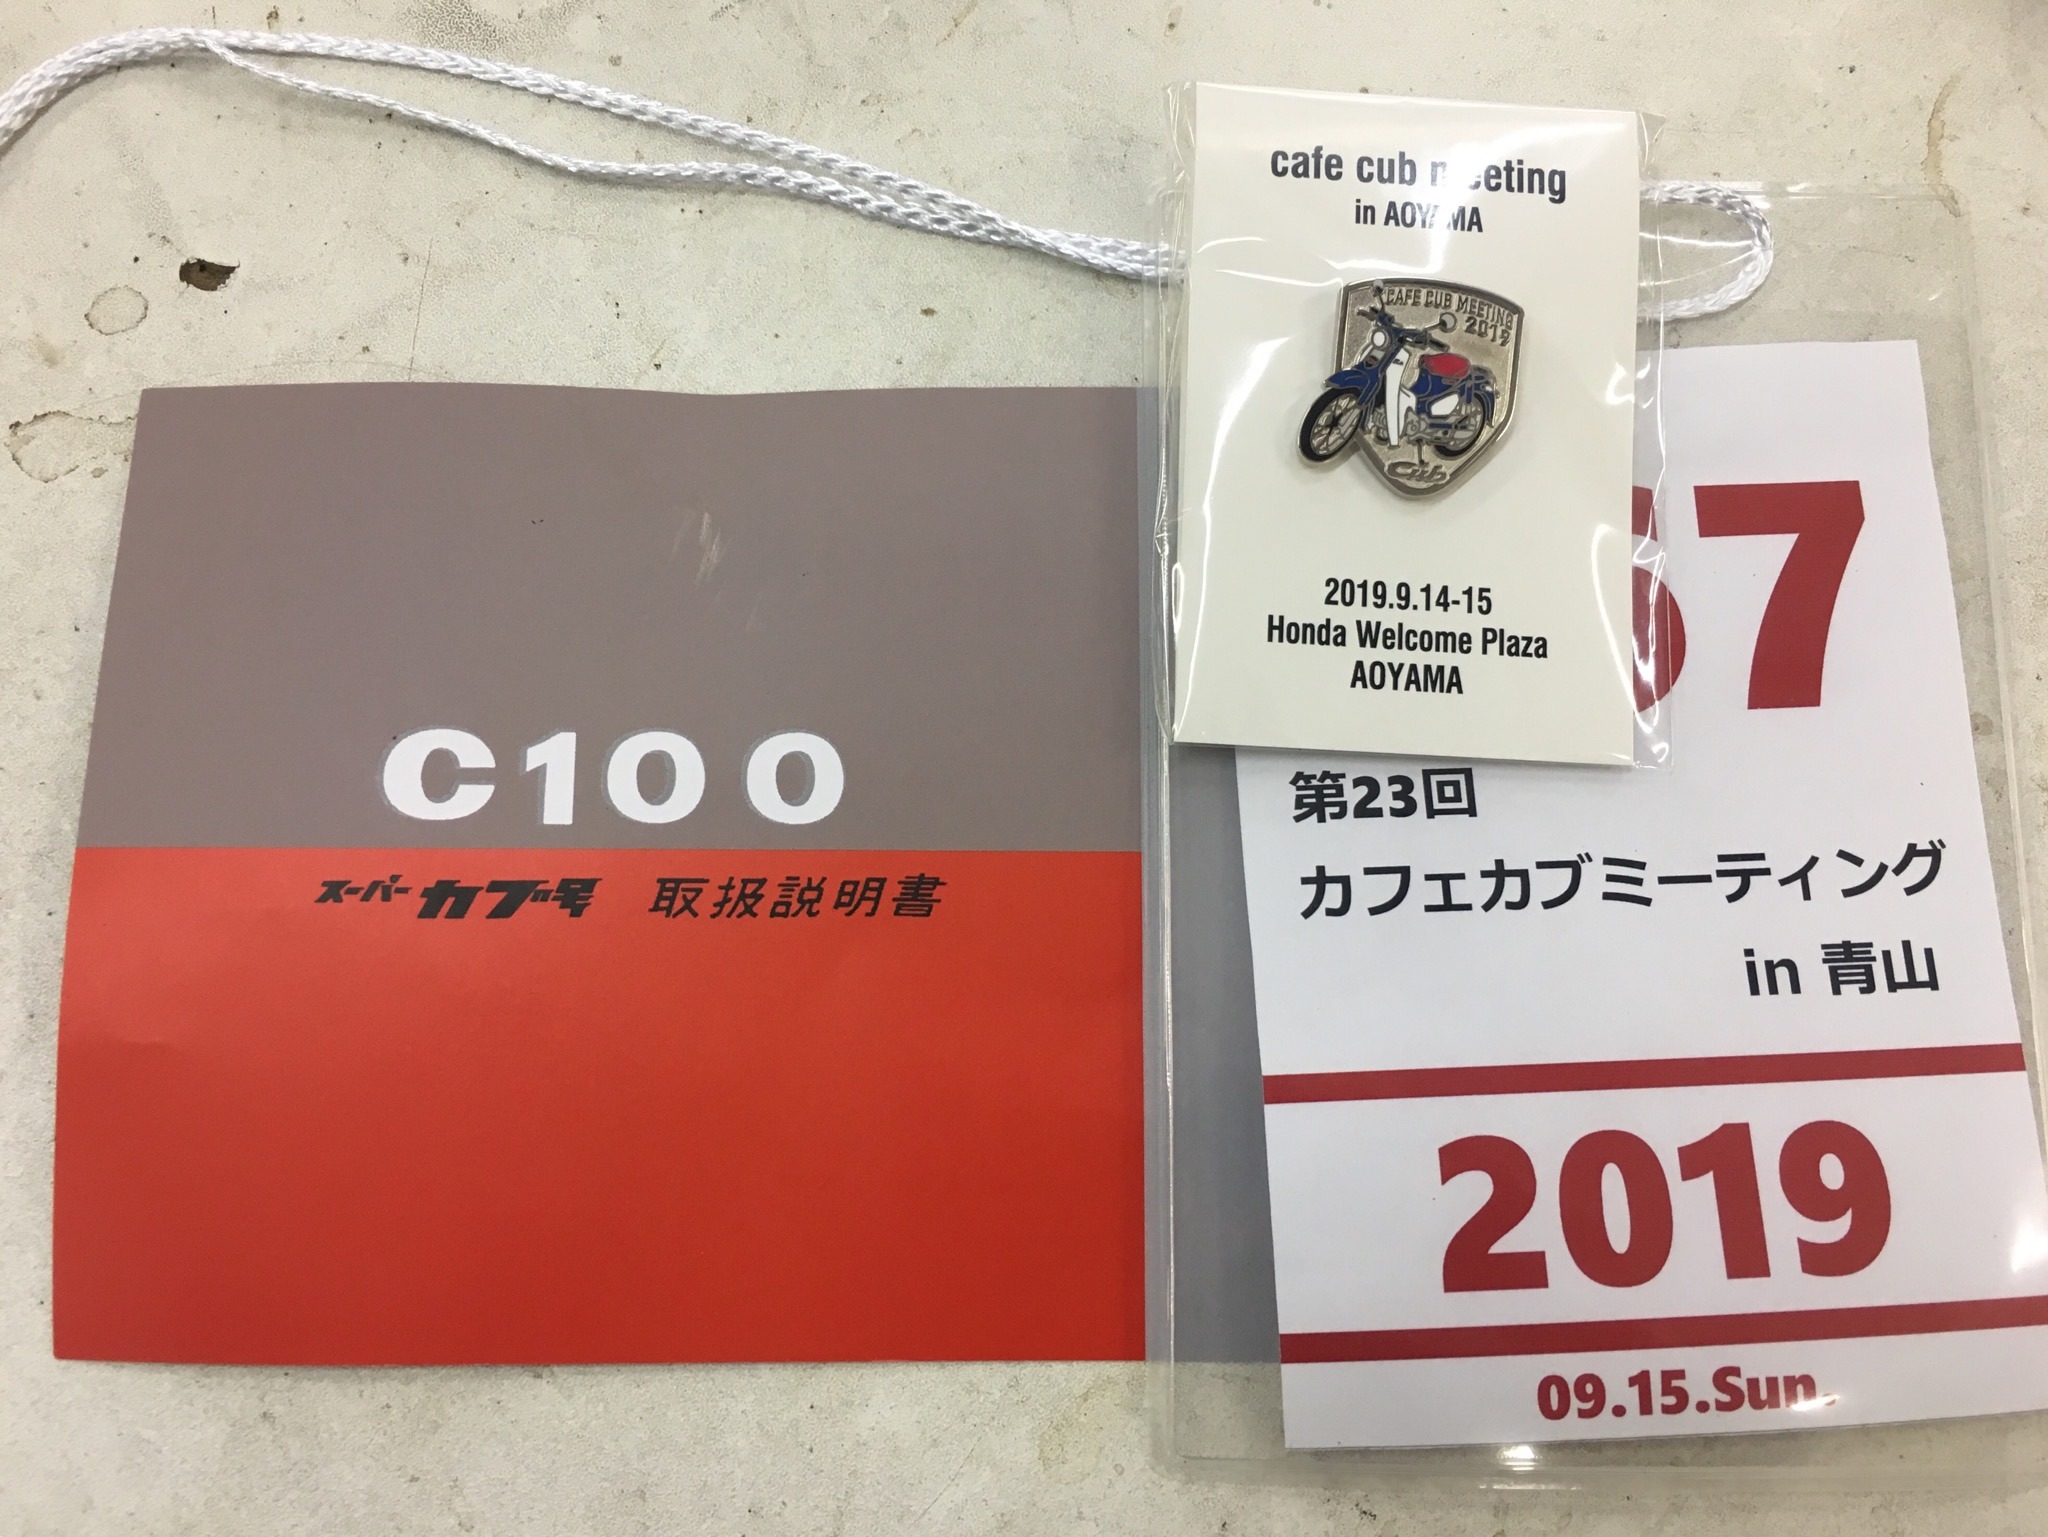 C100
スーパーカブ号 取扱説明書
cafe cub meeting
in AOYAMA
CAFE CUB MEETING
2019
Cub
2019.9.14-15
Honda Welcome Plaza
AOYAMA
第23回
カフェカブミーティング
in 青山
2019
09.15.Sun.